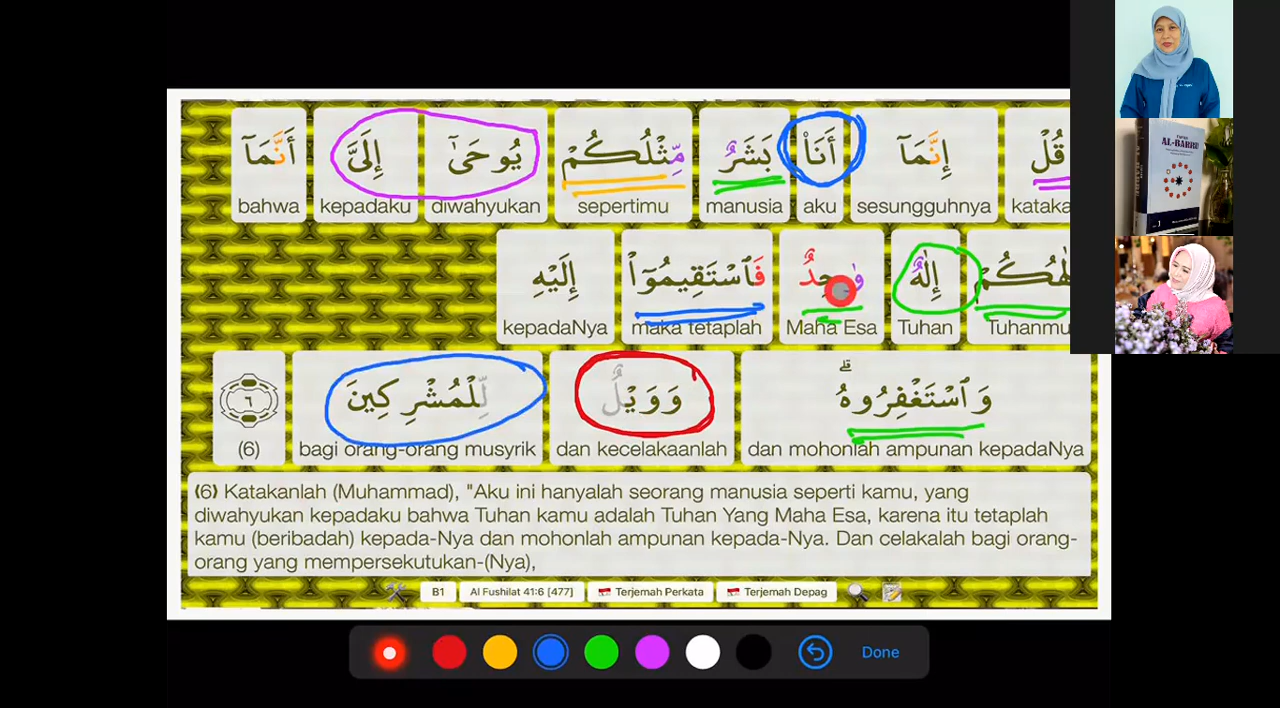 قُلْ إِنَّمَآ أَنَا۠ بَشَرٌ مِّثْلُكُمْ يُوحَىٰٓ إِلَىَّ أَنَّمَآ
kataka sesungguhnya aku manusia sepertimu diwahyukan kepadaku bahwa
إِلَٰهٌ وَٰحِدٌ فَٱسْتَقِيمُوٓا۟ إِلَيْهِ
Tuhanmu Tuhan Maha Esa maka tetaplah kepadaNya
وَٱسْتَغْفِرُوهُ ۗ وَوَيْلٌ لِّلْمُشْرِكِينَ ٦
dan mohonlah ampunan kepadaNya dan kecelakaanlah bagi orang-orang musyrik (6)
(6) Katakanlah (Muhammad), "Aku ini hanyalah seorang manusia seperti kamu, yang
diwahyukan kepadaku bahwa Tuhan kamu adalah Tuhan Yang Maha Esa, karena itu tetaplah
kamu (beribadah) kepada-Nya dan mohonlah ampunan kepada-Nya. Dan celakalah bagi orang-
orang yang mempersekutukan-(Nya),
B1 Al Fushilat 41:6 [477] Terjemah Perkata Terjemah Depag
Done
AL-BARRU